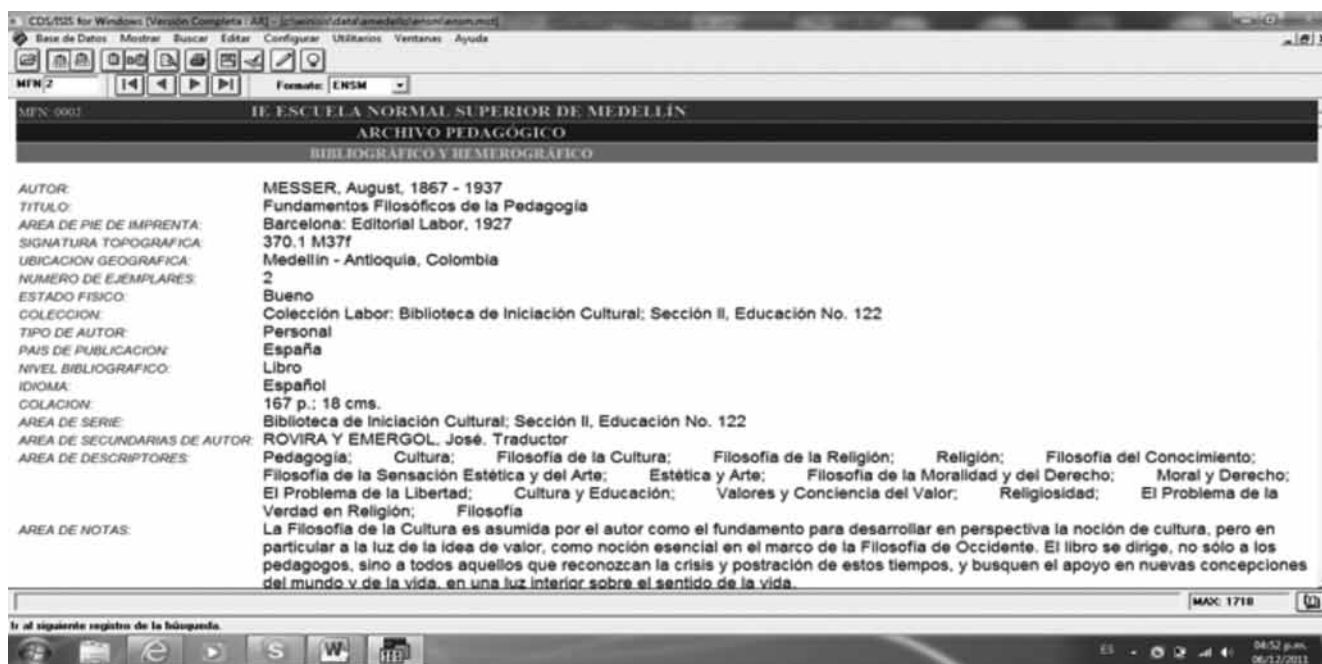 CDS/ISIS for Windows [Versión Completa : AR] - [c:\winisis\data\amedello\enom\enom.mst]
Base de Datos Mostrar Buscar Editar Configurar Utilitarios Ventanas Ayuda
MFN 2 Formato: ENSM
MFN: 0002 IE ESCUELA NORMAL SUPERIOR DE MEDELLÍN
ARCHIVO PEDAGÓGICO
BIBLIOGRÁFICO Y HEMEROGRÁFICO
AUTOR: MESSER, August, 1867 - 1937
TITULO: Fundamentos Filosóficos de la Pedagogía
AREA DE PIE DE IMPRENTA: Barcelona: Editorial Labor, 1927
SIGNATURA TOPOGRAFICA: 370.1 M37f
UBICACION GEOGRAFICA: Medellín - Antioquia, Colombia
NUMERO DE EJEMPLARES: 2
ESTADO FISICO: Bueno
COLECCION: Colección Labor: Biblioteca de Iniciación Cultural; Sección II, Educación No. 122
TIPO DE AUTOR: Personal
PAIS DE PUBLICACION: España
NIVEL BIBLIOGRAFICO: Libro
IDIOMA: Español
COLACION: 167 p.; 18 cms.
AREA DE SERIE: Biblioteca de Iniciación Cultural; Sección II, Educación No. 122
AREA DE SECUNDARIAS DE AUTOR: ROVIRA Y EMERGOL, José. Traductor
AREA DE DESCRIPTORES: Pedagogía; Cultura; Filosofía de la Cultura; Filosofía de la Religión; Religión; Filosofía del Conocimiento;
Filosofía de la Sensación Estética y del Arte; Estética y Arte; Filosofía de la Moralidad y del Derecho; Moral y Derecho;
El Problema de la Libertad; Cultura y Educación; Valores y Conciencia del Valor; Religiosidad; El Problema de la
Verdad en Religión; Filosofía
AREA DE NOTAS: La Filosofía de la Cultura es asumida por el autor como el fundamento para desarrollar en perspectiva la noción de cultura, pero en
particular a la luz de la idea de valor, como noción esencial en el marco de la Filosofía de Occidente. El libro se dirige, no sólo a los
pedagogos, sino a todos aquellos que reconozcan la crisis y postración de estos tiempos, y busquen el apoyo en nuevas concepciones
del mundo y de la vida, en una luz interior sobre el sentido de la vida.
MAX: 1718
Ir al siguiente registro de la búsqueda.
ES 04:52 p.m.
06/12/2011